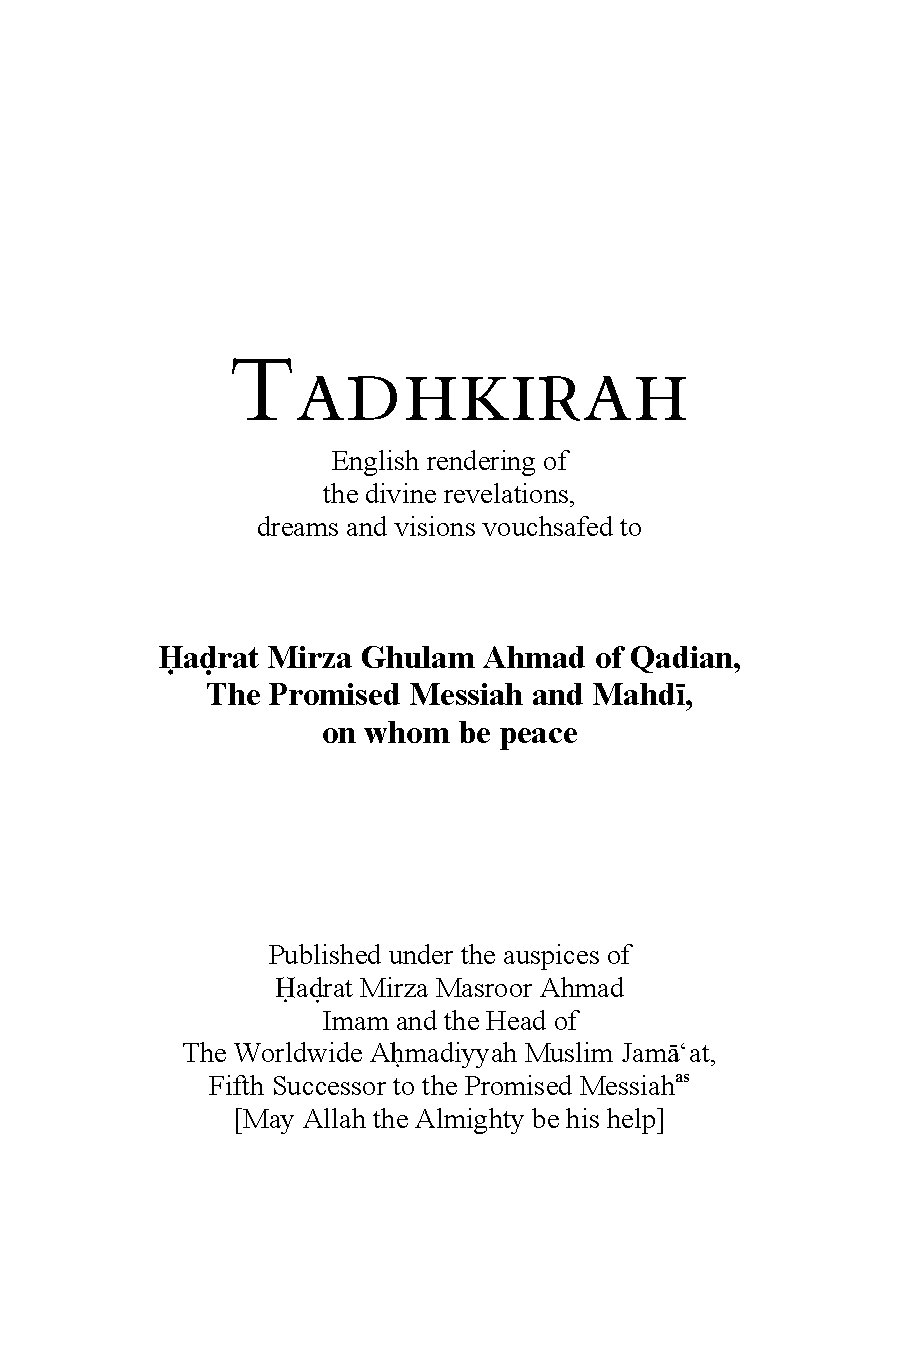 TADHKIRAH
English rendering of
the divine revelations,
dreams and visions vouchsafed to
Ḥaḍrat Mirza Ghulam Ahmad of Qadian,
The Promised Messiah and Mahdī,
on whom be peace
Published under the auspices of
Ḥaḍrat Mirza Masroor Ahmad
Imam and the Head of
The Worldwide Aḥmadiyyah Muslim Jamā‘at,
Fifth Successor to the Promised Messiahas
[May Allah the Almighty be his help]